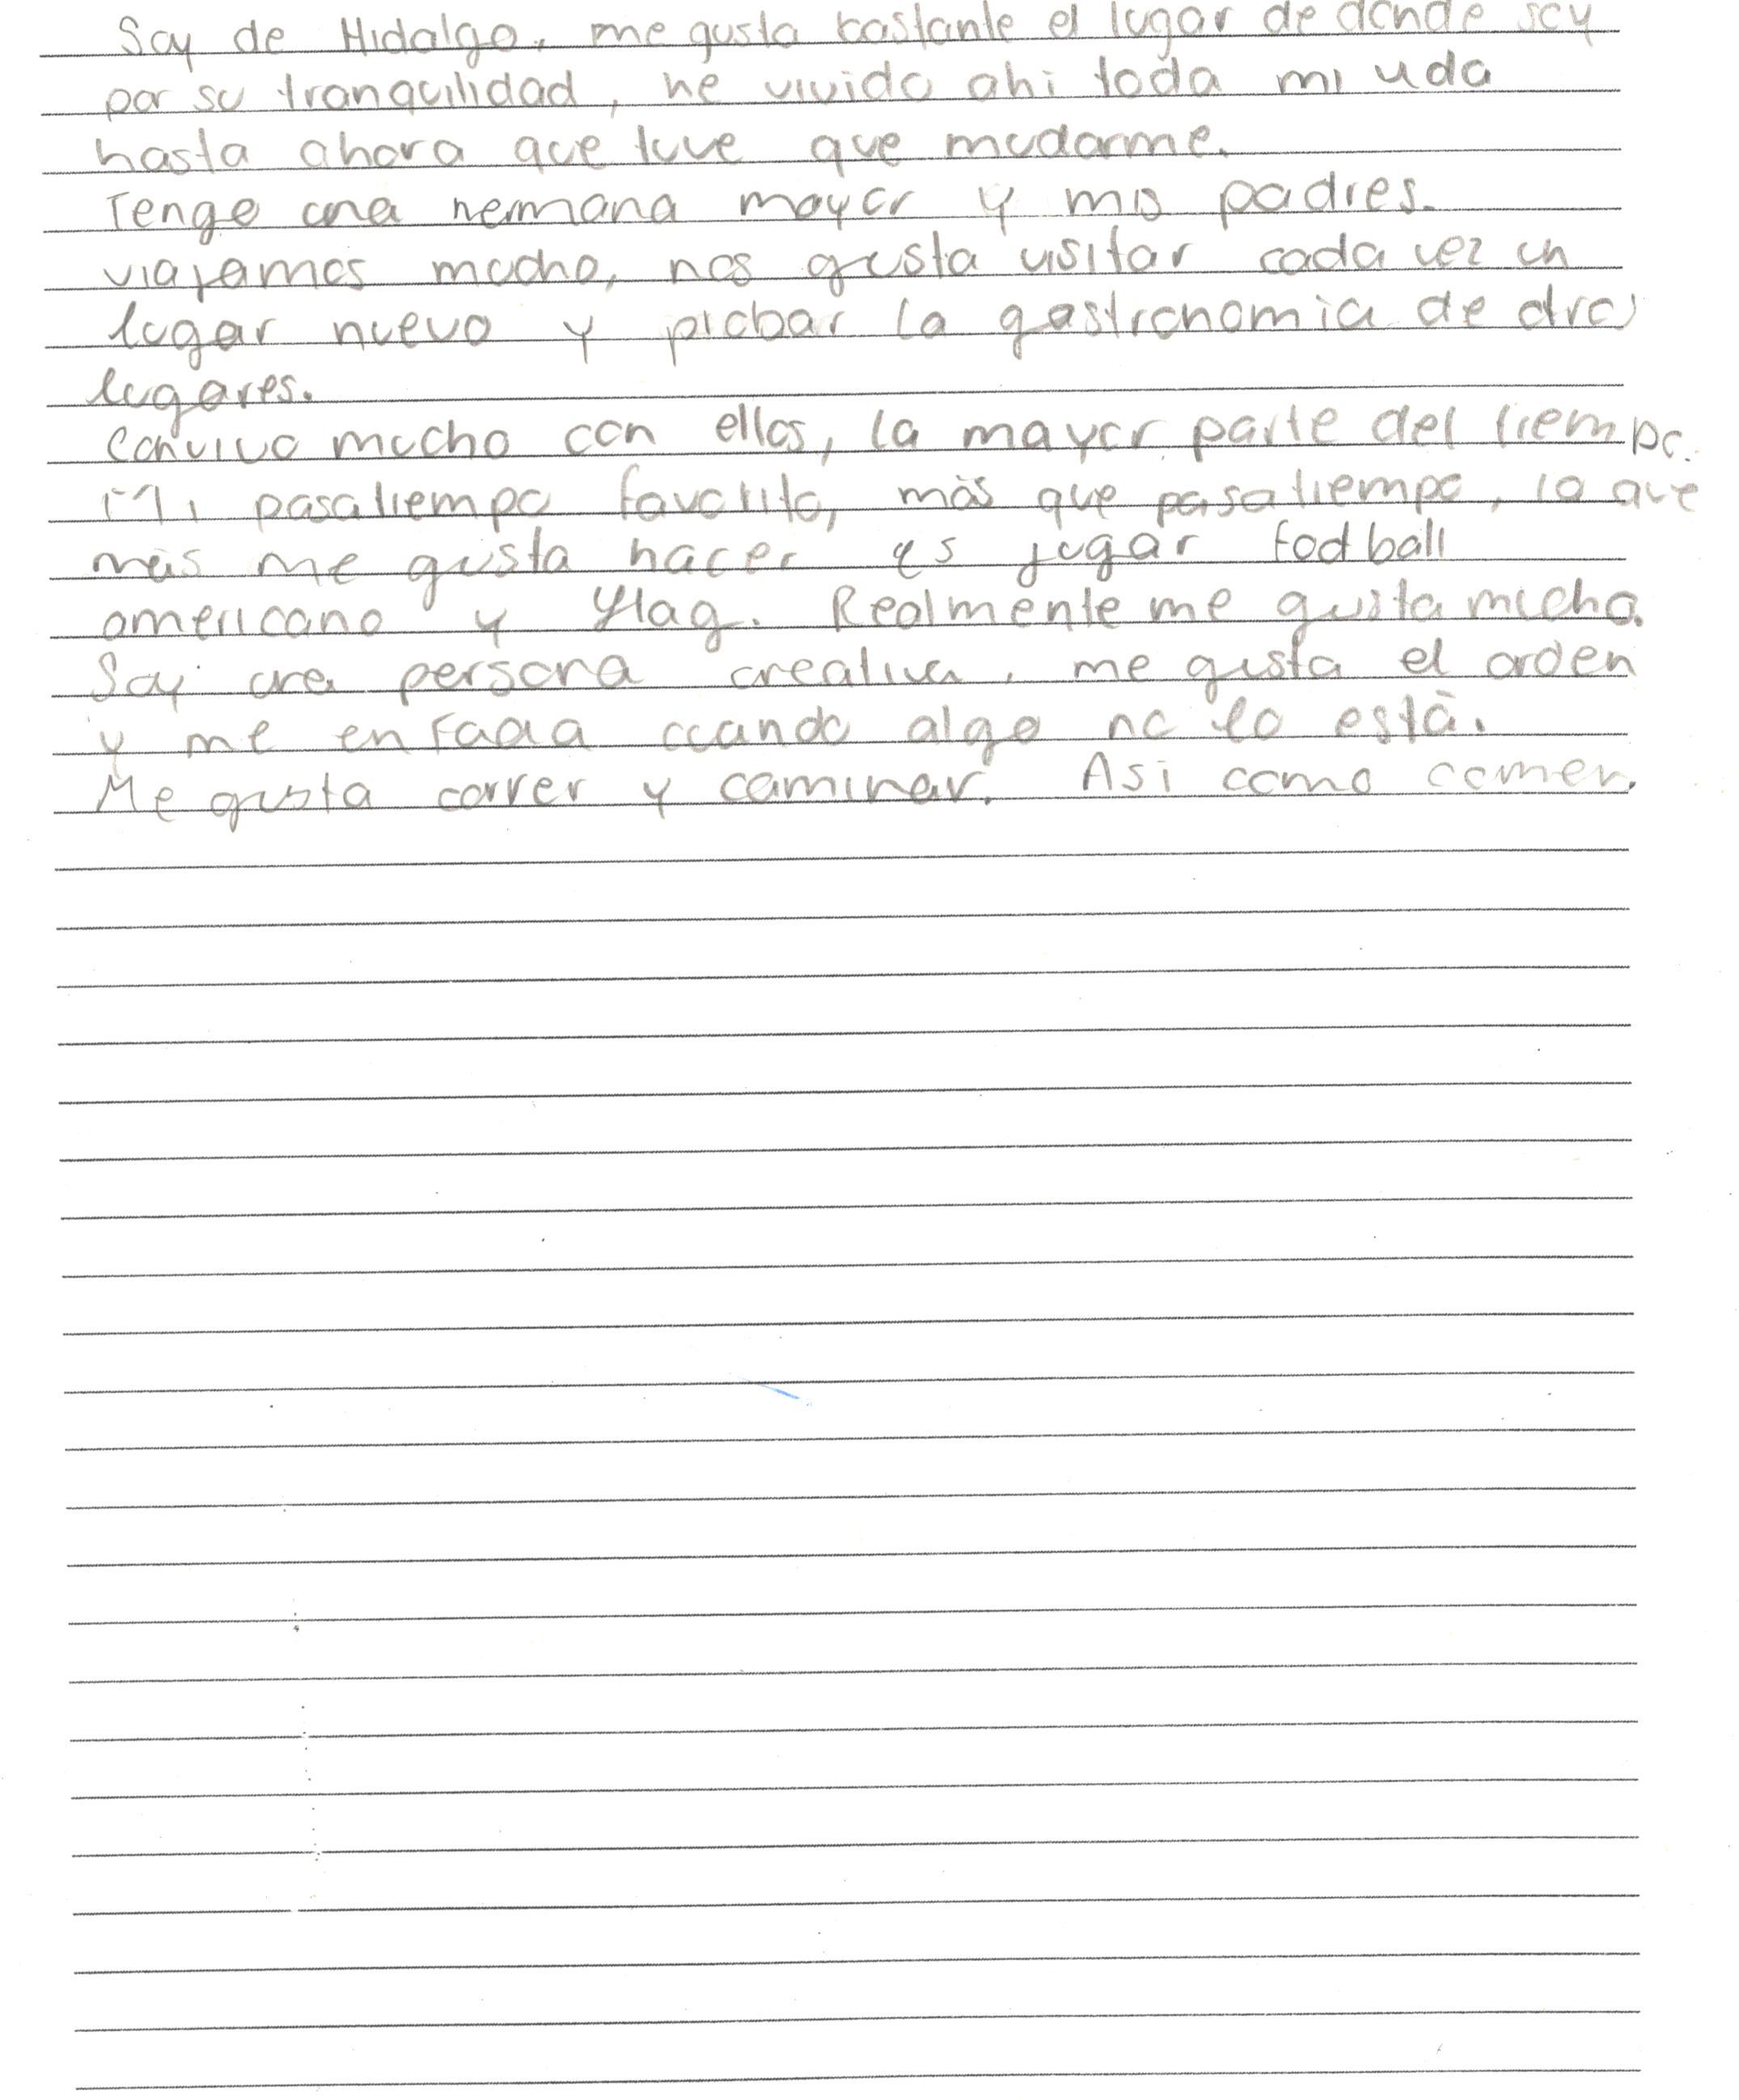 Soy de Hidalgo, me gusta bastante el lugar de donde soy
por su tranquilidad, he vivido ahi toda mi vida
hasta ahora que tuve que mudarme.
Tengo una hermana mayor y mis padres.
viajamos mucho, nos gusta visitar cada vez un
lugar nuevo y probar la gastronomia de otros
lugares.
Convivo mucho con ellos, la mayor parte del tiempo.
Mi pasatiempo favorito, más que pasatiempo, lo que
más me gusta hacer es jugar football
americano y flag. Realmente me gusta mucho.
Soy una persona creativa, me gusta el orden
y me enfada cuando algo no lo está.
Me gusta correr y caminar. Asi como comer.